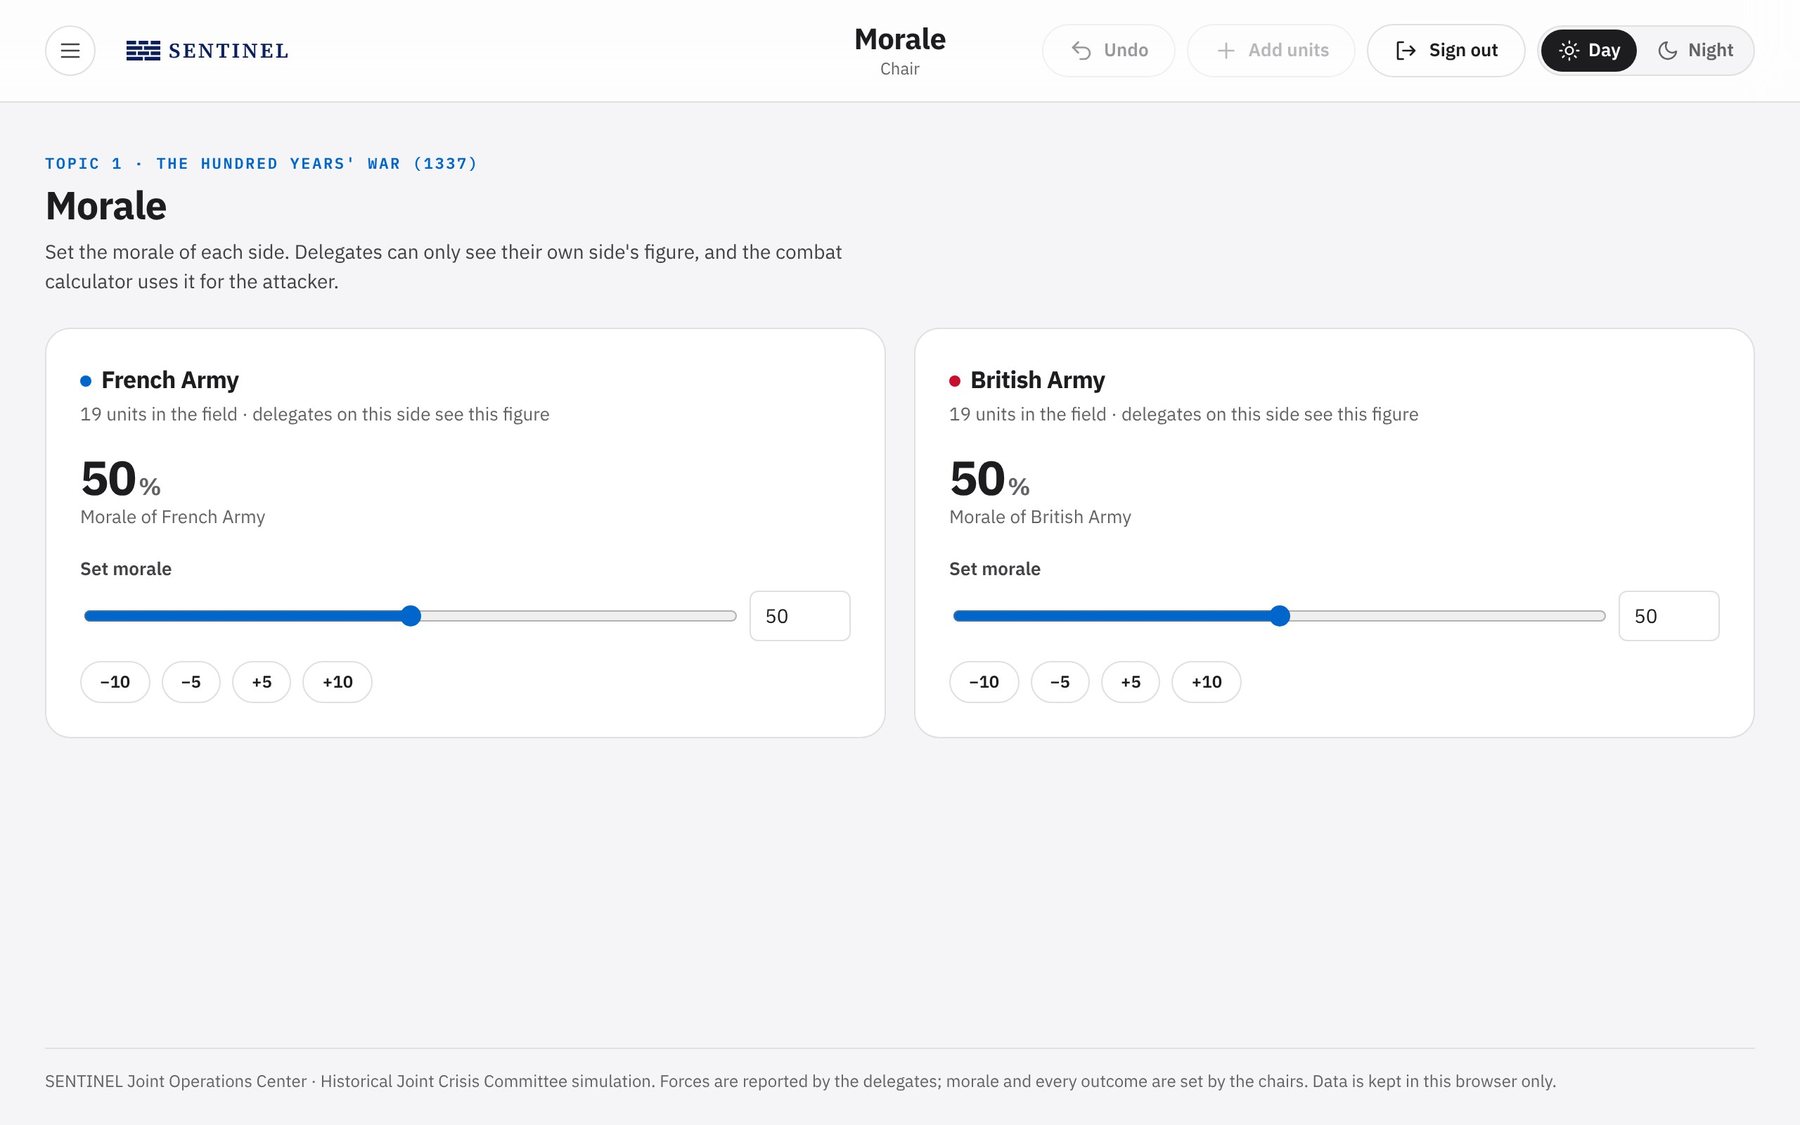 SENTINEL
Morale
Chair
Undo
Add units
Sign out
Day
Night
TOPIC 1 · THE HUNDRED YEARS' WAR (1337)
Morale
Set the morale of each side. Delegates can only see their own side's figure, and the combat
calculator uses it for the attacker.
French Army
19 units in the field · delegates on this side see this figure
50%
Morale of French Army
Set morale
50
−10
−5
+5
+10
British Army
19 units in the field · delegates on this side see this figure
50%
Morale of British Army
Set morale
50
−10
−5
+5
+10
SENTINEL Joint Operations Center · Historical Joint Crisis Committee simulation. Forces are reported by the delegates; morale and every outcome are set by the chairs. Data is kept in this browser only.